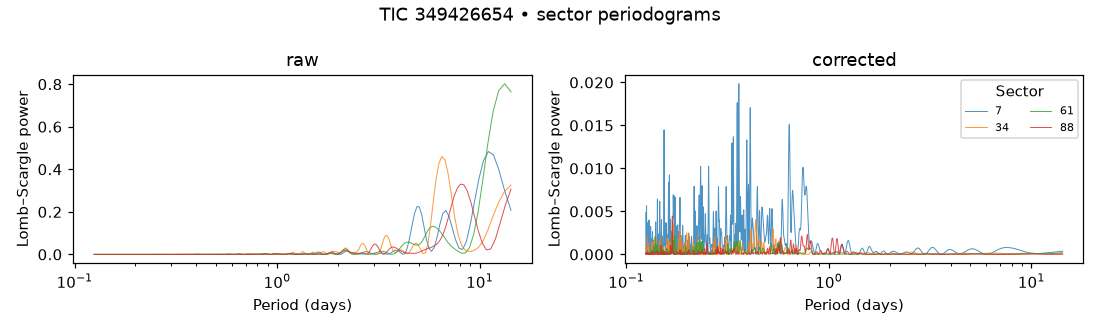 TIC 349426654 • sector periodograms
raw
corrected
Lomb–Scargle power
0.8
0.6
0.4
0.2
0.0
10⁻¹
10⁰
10¹
Period (days)
Lomb–Scargle power
0.020
0.015
0.010
0.005
0.000
10⁻¹
10⁰
10¹
Period (days)
Sector
7 61
34 88